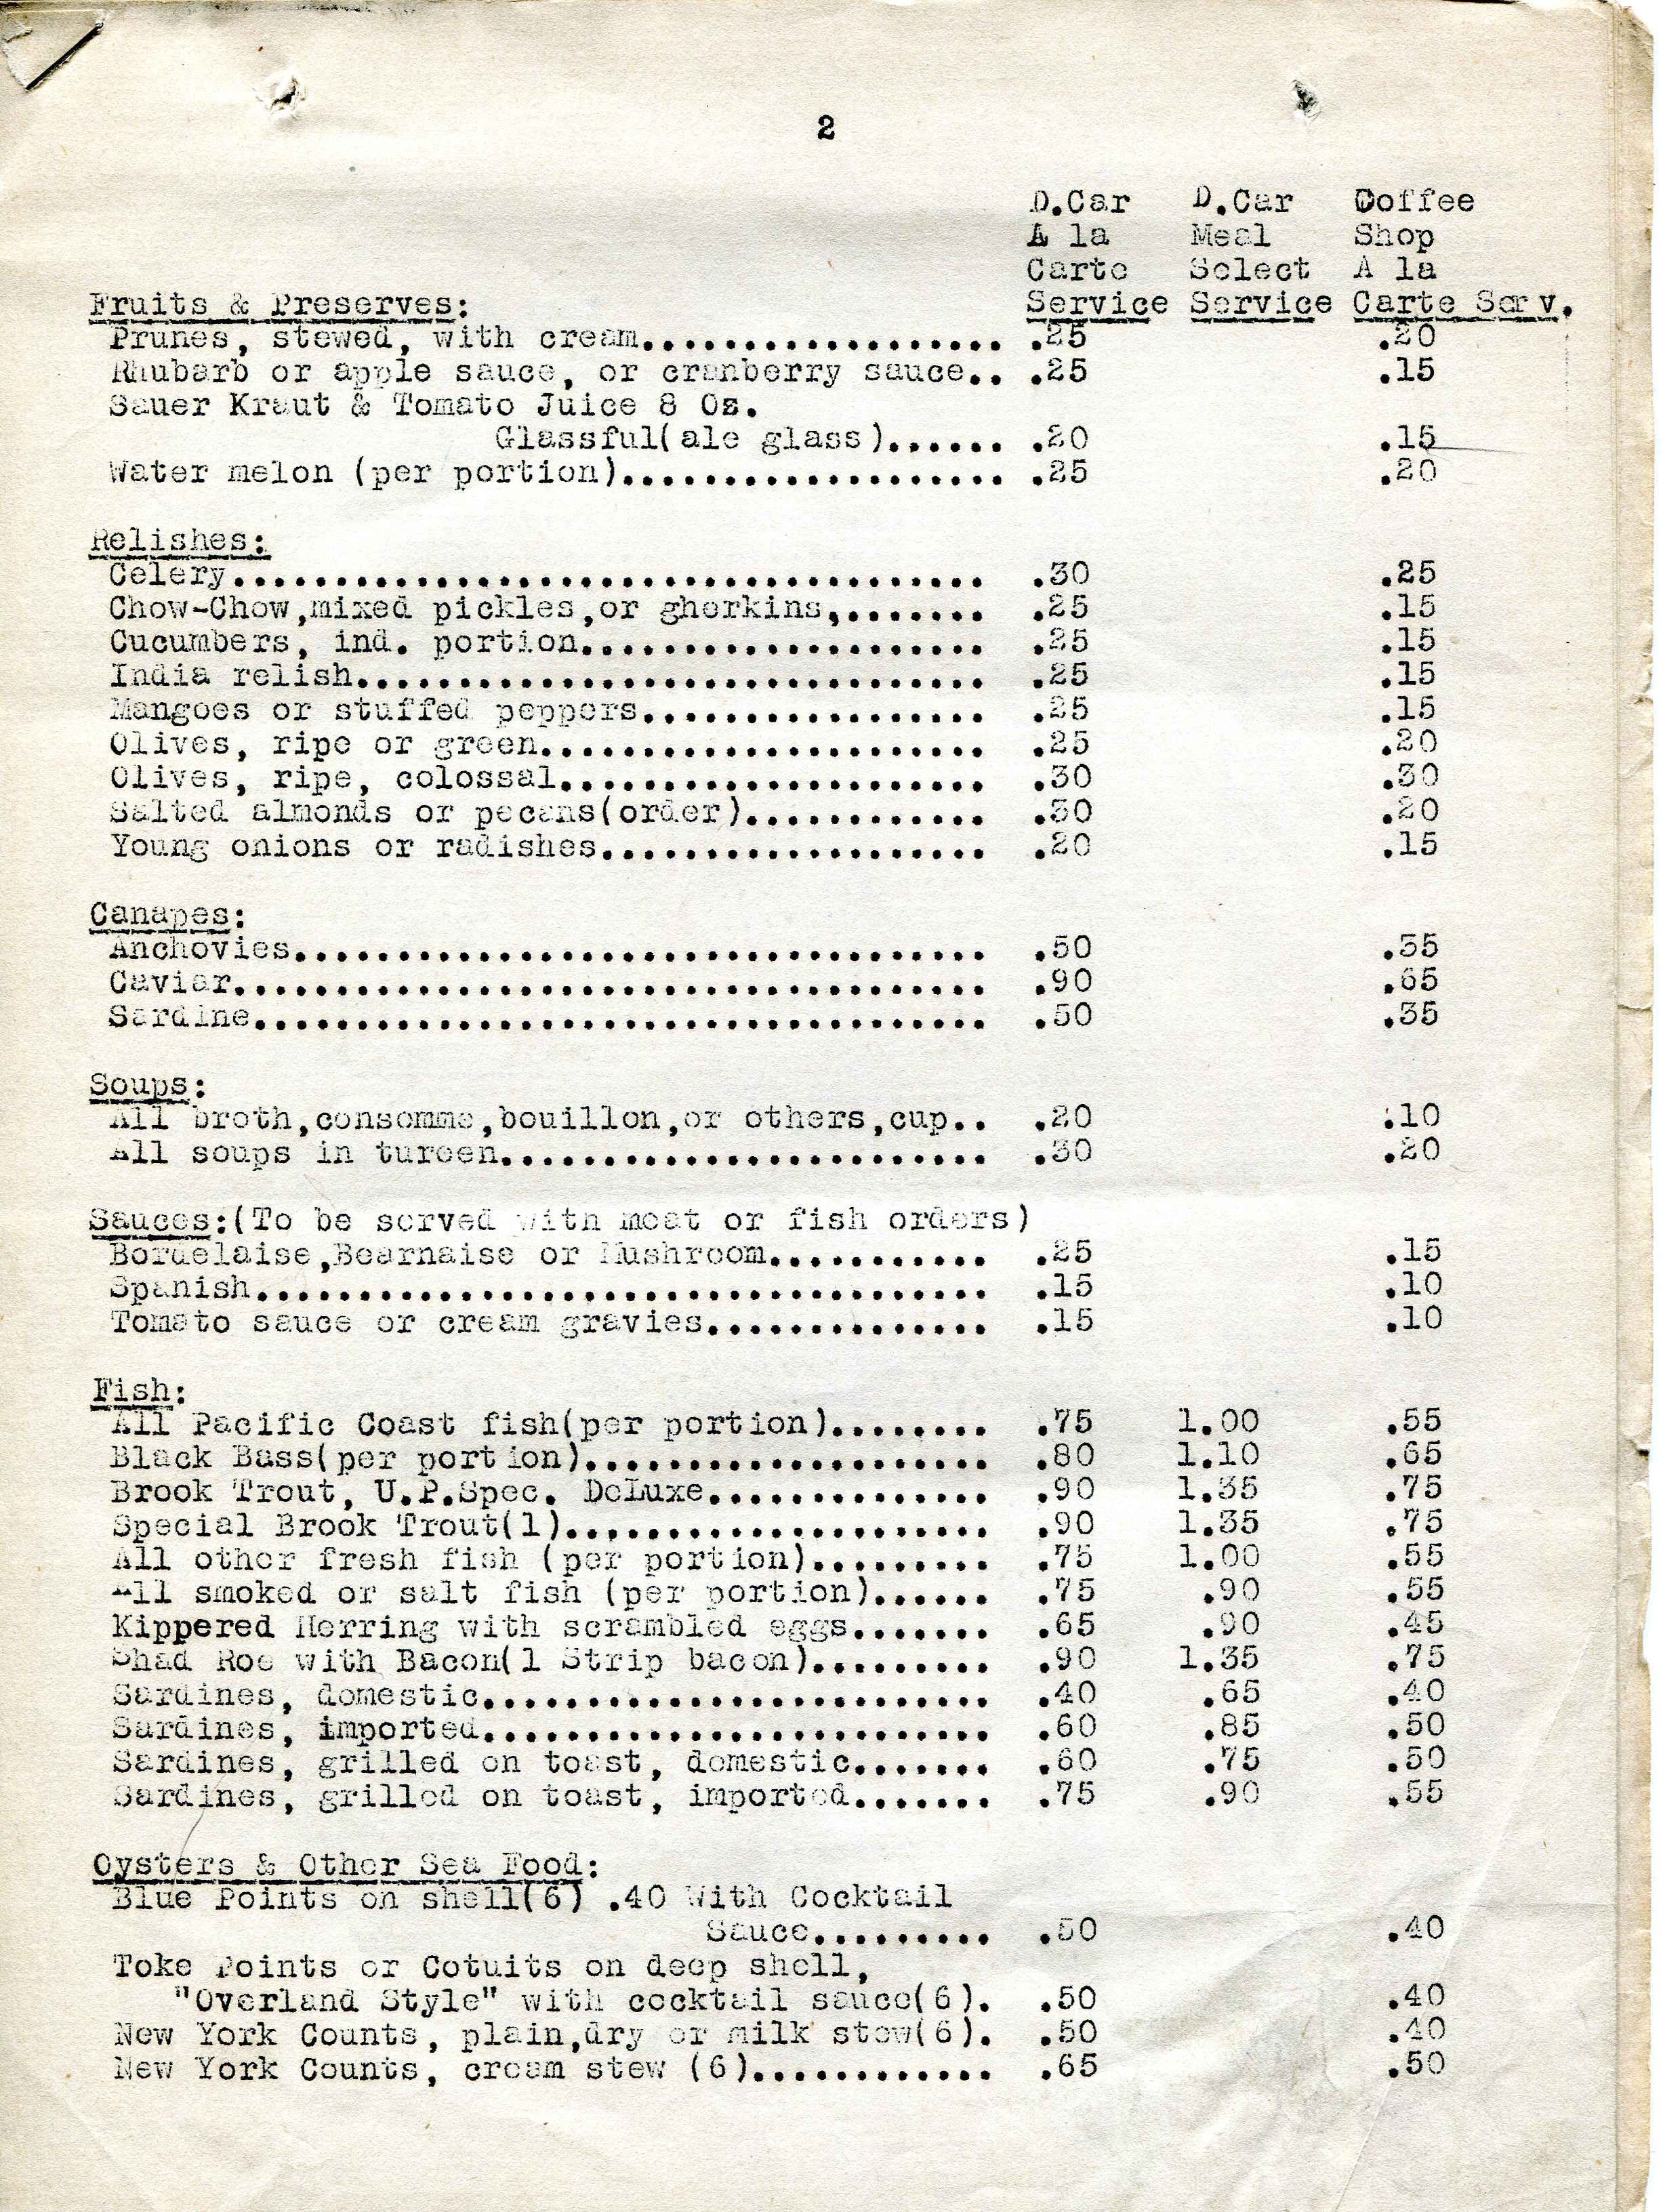 2
D.Car D.Car Coffee
A la Meal Shop
Carte Select A la
Fruits & Preserves: Service Service Carte Serv.
Prunes, stewed, with cream.................. .25 .20
Rhubarb or apple sauce, or cranberry sauce.. .25 .15
Sauer Kraut & Tomato Juice 8 Oz.
Glassful(ale glass)...... .20 .15
Water melon (per portion)................... .25 .20
Relishes:
Celery..................................... .30 .25
Chow-Chow,mixed pickles,or gherkins,....... .25 .15
Cucumbers, ind. portion.................... .25 .15
India relish............................... .25 .15
Mangoes or stuffed peppers................. .25 .15
Olives, ripe or green...................... .25 .20
Olives, ripe, colossal..................... .30 .30
Salted almonds or pecans(order)............ .30 .20
Young onions or radishes................... .20 .15
Canapes:
Anchovies.................................. .50 .35
Caviar..................................... .90 .65
Sardine.................................... .50 .35
Soups:
All broth,consomme,bouillon,or others,cup.. .20 .10
All soups in tureen........................ .30 .20
Sauces:(To be served with meat or fish orders)
Bordelaise,Bearnaise or Mushroom........... .25 .15
Spanish.................................... .15 .10
Tomato sauce or cream gravies.............. .15 .10
Fish:
All Pacific Coast fish(per portion)........ .75 1.00 .55
Black Bass(per portion).................... .80 1.10 .65
Brook Trout, U.P.Spec. DeLuxe.............. .90 1.35 .75
Special Brook Trout(1)..................... .90 1.35 .75
All other fresh fish (per portion)......... .75 1.00 .55
All smoked or salt fish (per portion)...... .75 .90 .55
Kippered Herring with scrambled eggs....... .65 .90 .45
Shad Roe with Bacon(1 Strip bacon)......... .90 1.35 .75
Sardines, domestic......................... .40 .65 .40
Sardines, imported......................... .60 .85 .50
Sardines, grilled on toast, domestic....... .60 .75 .50
Sardines, grilled on toast, imported....... .75 .90 .55
Oysters & Other Sea Food:
Blue Points on shell(6) .40 With Cocktail
Sauce......... .50 .40
Toke Points or Cotuits on deep shell,
"Overland Style" with cocktail sauce(6). .50 .40
New York Counts, plain,dry or milk stew(6). .50 .40
New York Counts, cream stew (6)............ .65 .50